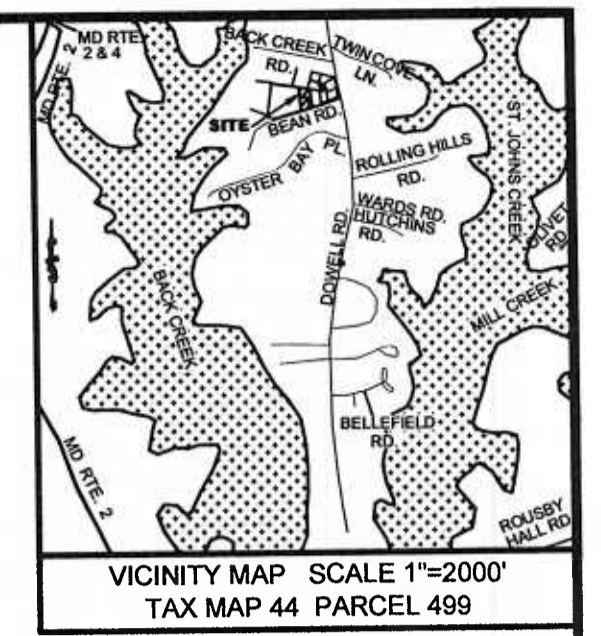 MD RTE.
2 & 4
MD RTE. 2
BACK CREEK
RD.
TWIN COVE
LN.
SITE
BEAN RD.
OYSTER BAY PL.
ROLLING HILLS
RD.
ST. JOHNS CREEK
WARDS RD.
HUTCHINS
RD.
OLIVET
RD.
DOWELL RD.
BACK CREEK
MILL CREEK
BELLEFIELD
RD.
MD RTE. 2
ROUSBY
HALL RD.
VICINITY MAP SCALE 1"=2000'
TAX MAP 44 PARCEL 499